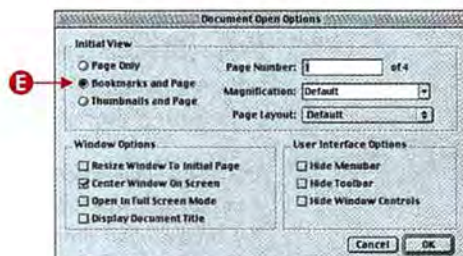 Document Open Options
Initial View
Page Only
Bookmarks and Page
Thumbnails and Page
Page Number: 1 of 4
Magnification: Default
Page Layout: Default
E
Window Options
Resize Window To Initial Page
Center Window On Screen
Open In Full Screen Mode
Display Document Title
User Interface Options
Hide Menubar
Hide Toolbar
Hide Window Controls
Cancel OK